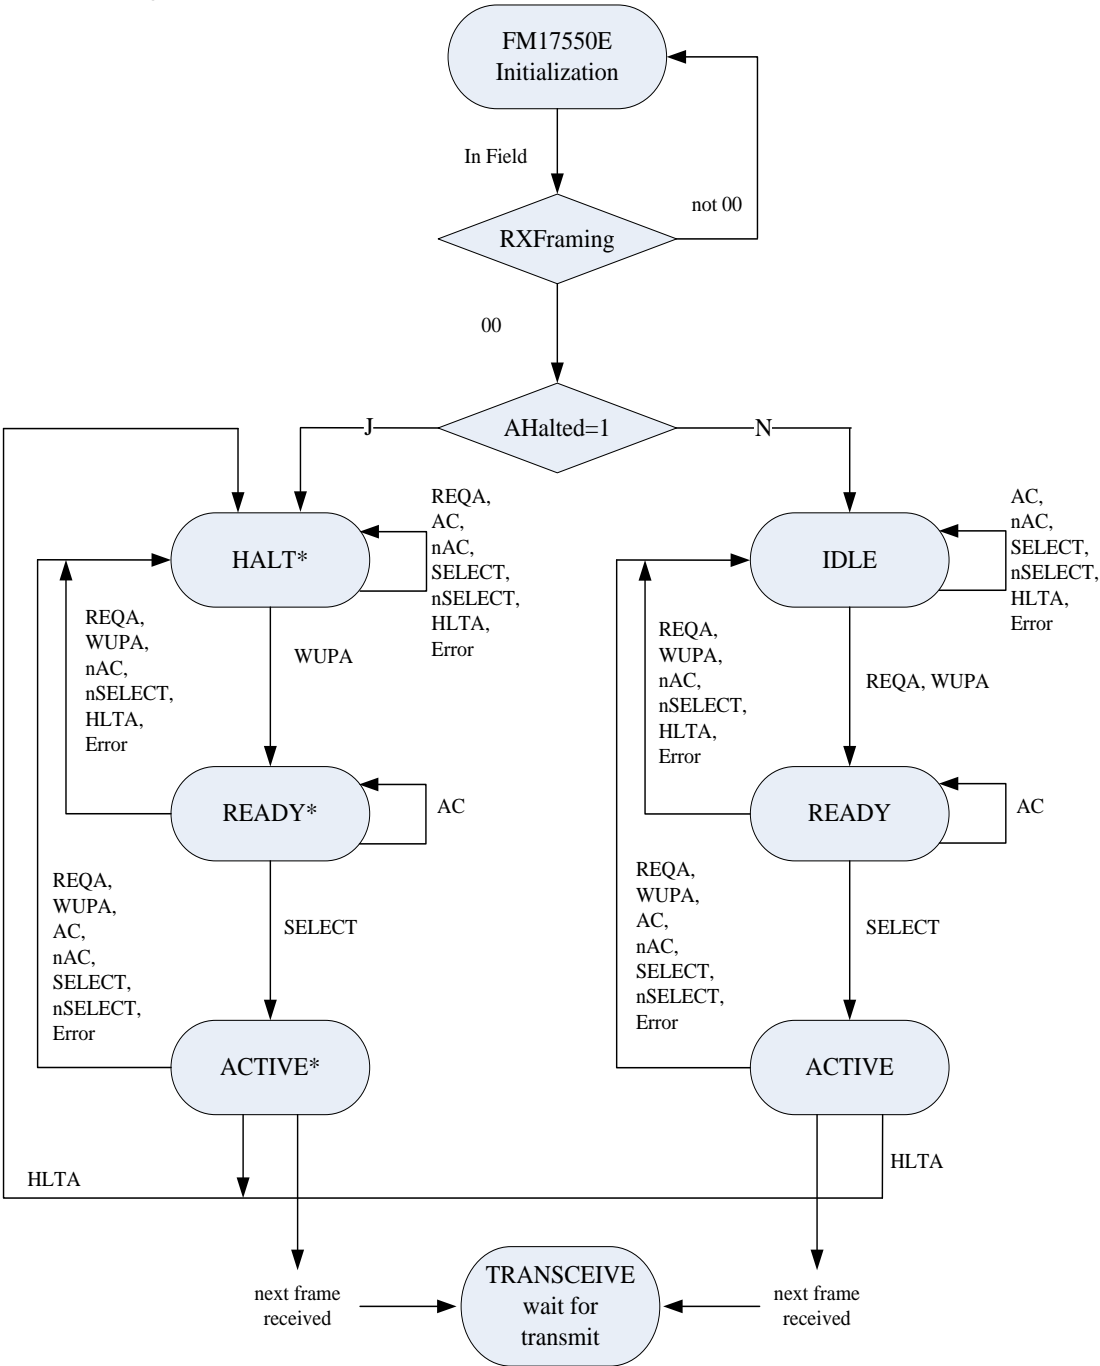 FM17550E
Initialization
In Field
not 00
RXFraming
00
J
AHalted=1
N
REQA,
AC,
nAC,
SELECT,
nSELECT,
HLTA,
Error
HALT*
AC,
nAC,
SELECT,
nSELECT,
HLTA,
Error
IDLE
REQA,
WUPA,
nAC,
nSELECT,
HLTA,
Error
WUPA
REQA,
WUPA,
nAC,
nSELECT,
HLTA,
Error
REQA, WUPA
READY*
AC
READY
AC
REQA,
WUPA,
AC,
nAC,
SELECT,
nSELECT,
Error
SELECT
REQA,
WUPA,
AC,
nAC,
SELECT,
nSELECT,
Error
SELECT
ACTIVE*
ACTIVE
HLTA
HLTA
next frame
received
TRANSCEIVE
wait for
transmit
next frame
received